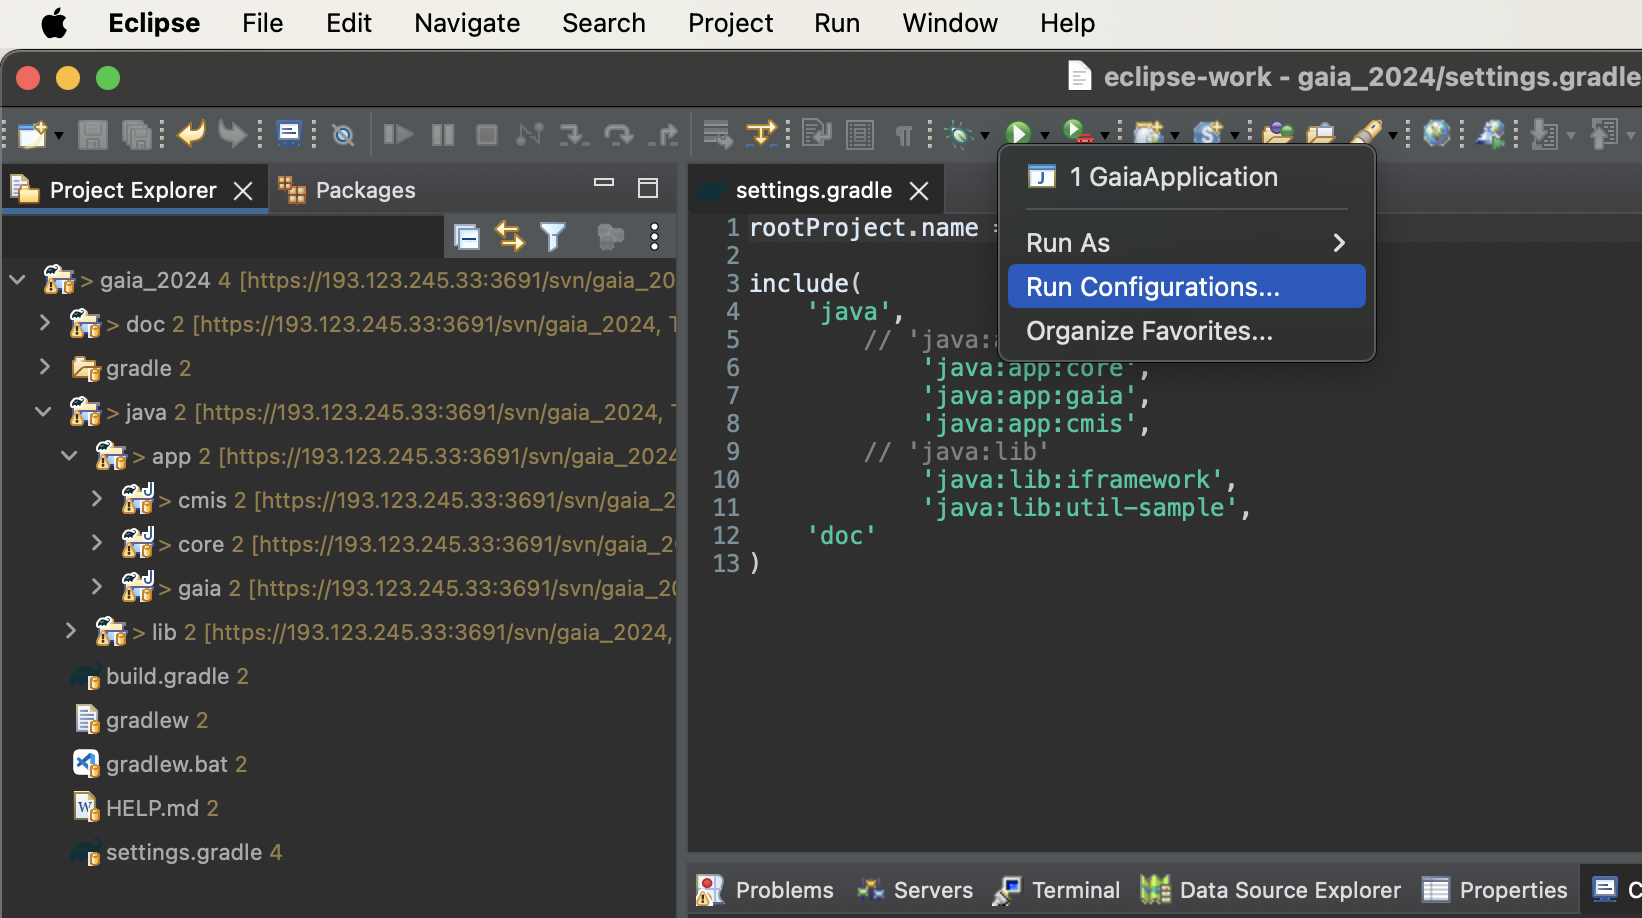 Eclipse File Edit Navigate Search Project Run Window Help
eclipse-work - gaia_2024/settings.gradle
Project Explorer
Packages
settings.gradle
1 GaiaApplication
Run As
Run Configurations...
Organize Favorites...
> gaia_2024 4 [https://193.123.245.33:3691/svn/gaia_20
> doc 2 [https://193.123.245.33:3691/svn/gaia_2024,
gradle 2
> java 2 [https://193.123.245.33:3691/svn/gaia_2024,
> app 2 [https://193.123.245.33:3691/svn/gaia_2024
> cmis 2 [https://193.123.245.33:3691/svn/gaia_2
> core 2 [https://193.123.245.33:3691/svn/gaia_2
> gaia 2 [https://193.123.245.33:3691/svn/gaia_2
> lib 2 [https://193.123.245.33:3691/svn/gaia_2024,
build.gradle 2
gradlew 2
gradlew.bat 2
HELP.md 2
settings.gradle 4
1 rootProject.name =
2
3 include(
4 'java',
5 // 'java:
6 'java:app:core',
7 'java:app:gaia',
8 'java:app:cmis',
9 // 'java:lib'
10 'java:lib:iframework',
11 'java:lib:util-sample',
12 'doc'
13 )
Problems
Servers
Terminal
Data Source Explorer
Properties
C